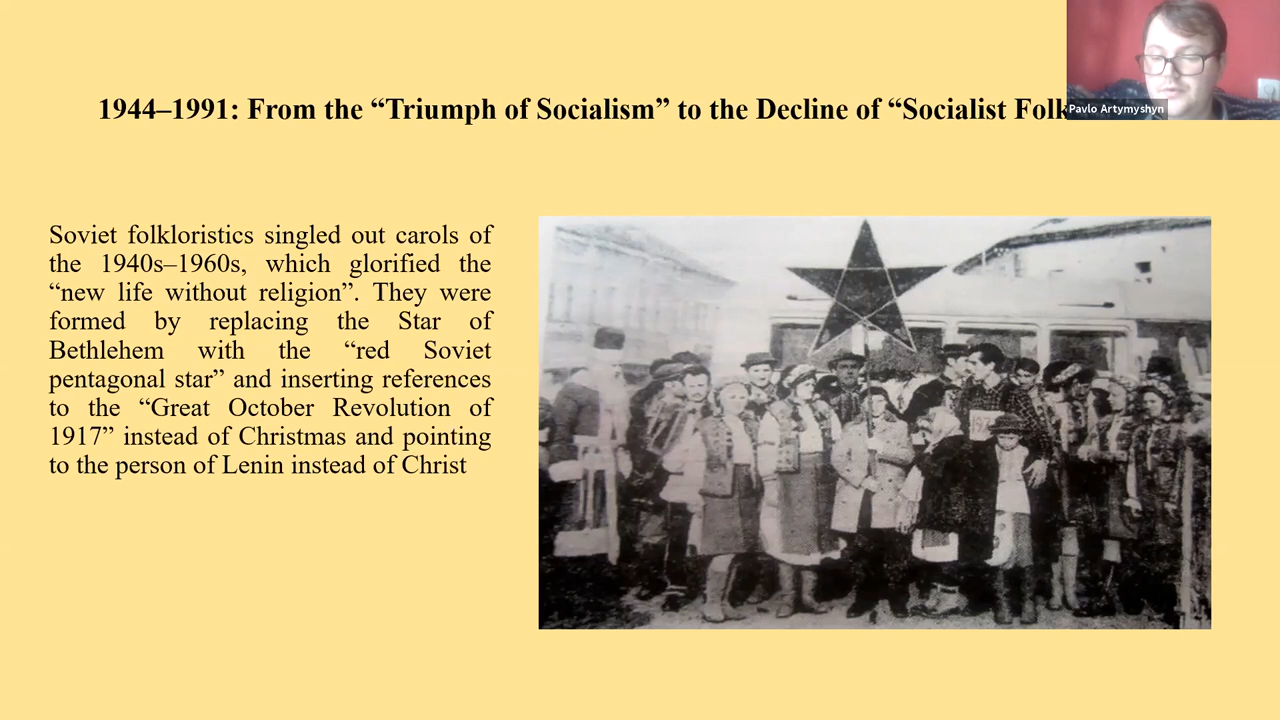 1944–1991: From the “Triumph of Socialism” to the Decline of “Socialist
Pavlo Artymyshyn
Soviet folkloristics singled out carols of
the 1940s–1960s, which glorified the
“new life without religion”. They were
formed by replacing the Star of
Bethlehem with the “red Soviet
pentagonal star” and inserting references
to the “Great October Revolution of
1917” instead of Christmas and pointing
to the person of Lenin instead of Christ